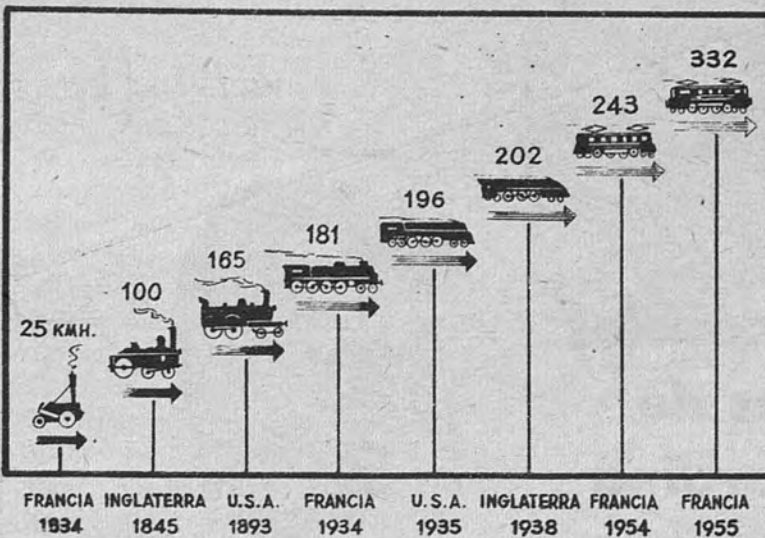 332
243
202
196
181
165
100
25 KMH.
FRANCIA INGLATERRA U.S.A. FRANCIA U.S.A. INGLATERRA FRANCIA FRANCIA
1834 1845 1893 1934 1935 1938 1954 1955